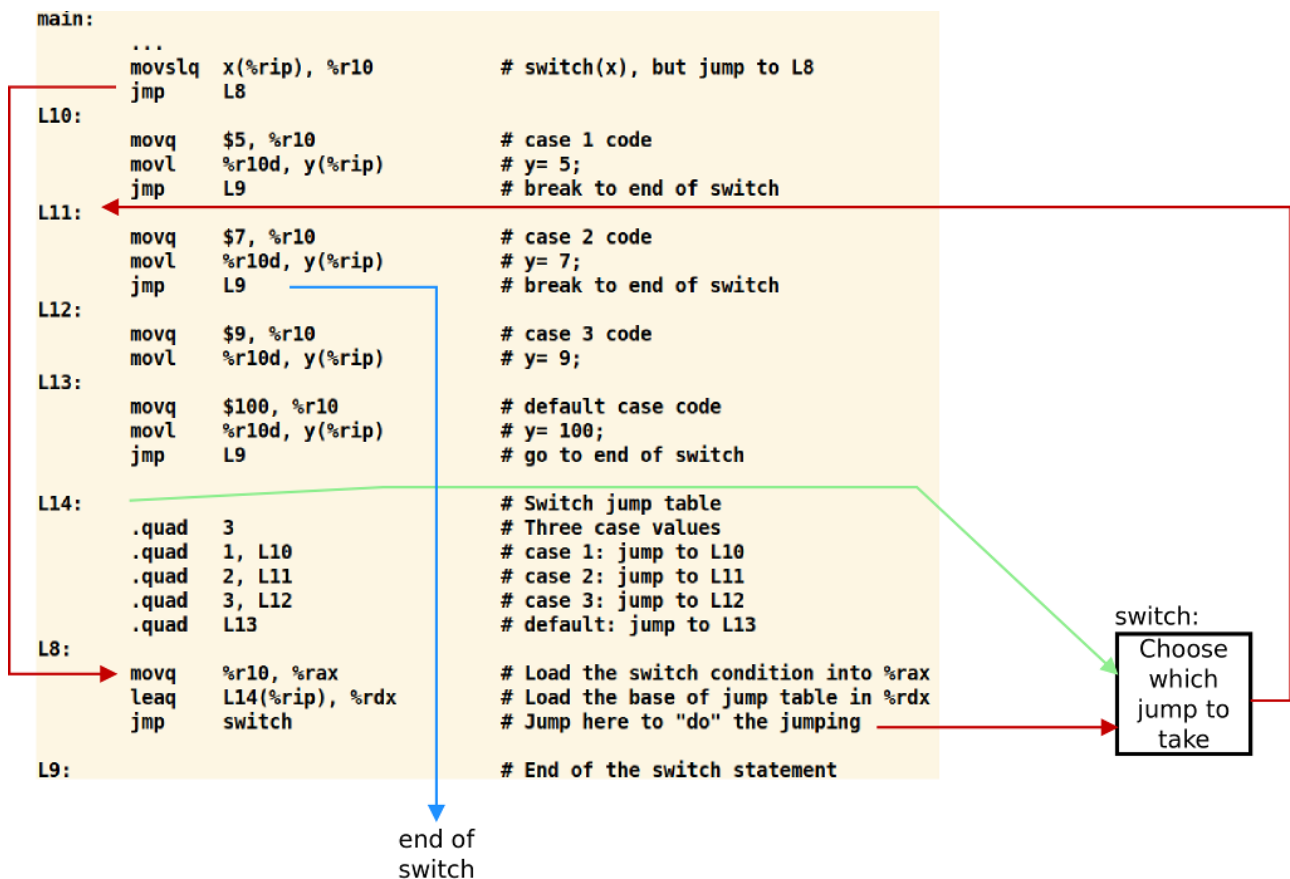 main:
...
movslq x(%rip), %r10 # switch(x), but jump to L8
jmp L8
L10:
movq $5, %r10 # case 1 code
movl %r10d, y(%rip) # y= 5;
jmp L9 # break to end of switch
L11:
movq $7, %r10 # case 2 code
movl %r10d, y(%rip) # y= 7;
jmp L9 # break to end of switch
L12:
movq $9, %r10 # case 3 code
movl %r10d, y(%rip) # y= 9;
L13:
movq $100, %r10 # default case code
movl %r10d, y(%rip) # y= 100;
jmp L9 # go to end of switch
L14: # Switch jump table
.quad 3 # Three case values
.quad 1, L10 # case 1: jump to L10
.quad 2, L11 # case 2: jump to L11
.quad 3, L12 # case 3: jump to L12
.quad L13 # default: jump to L13
L8:
movq %r10, %rax # Load the switch condition into %rax
leaq L14(%rip), %rdx # Load the base of jump table in %rdx
jmp switch # Jump here to "do" the jumping
L9: # End of the switch statement
switch:
Choose
which
jump to
take
end of
switch